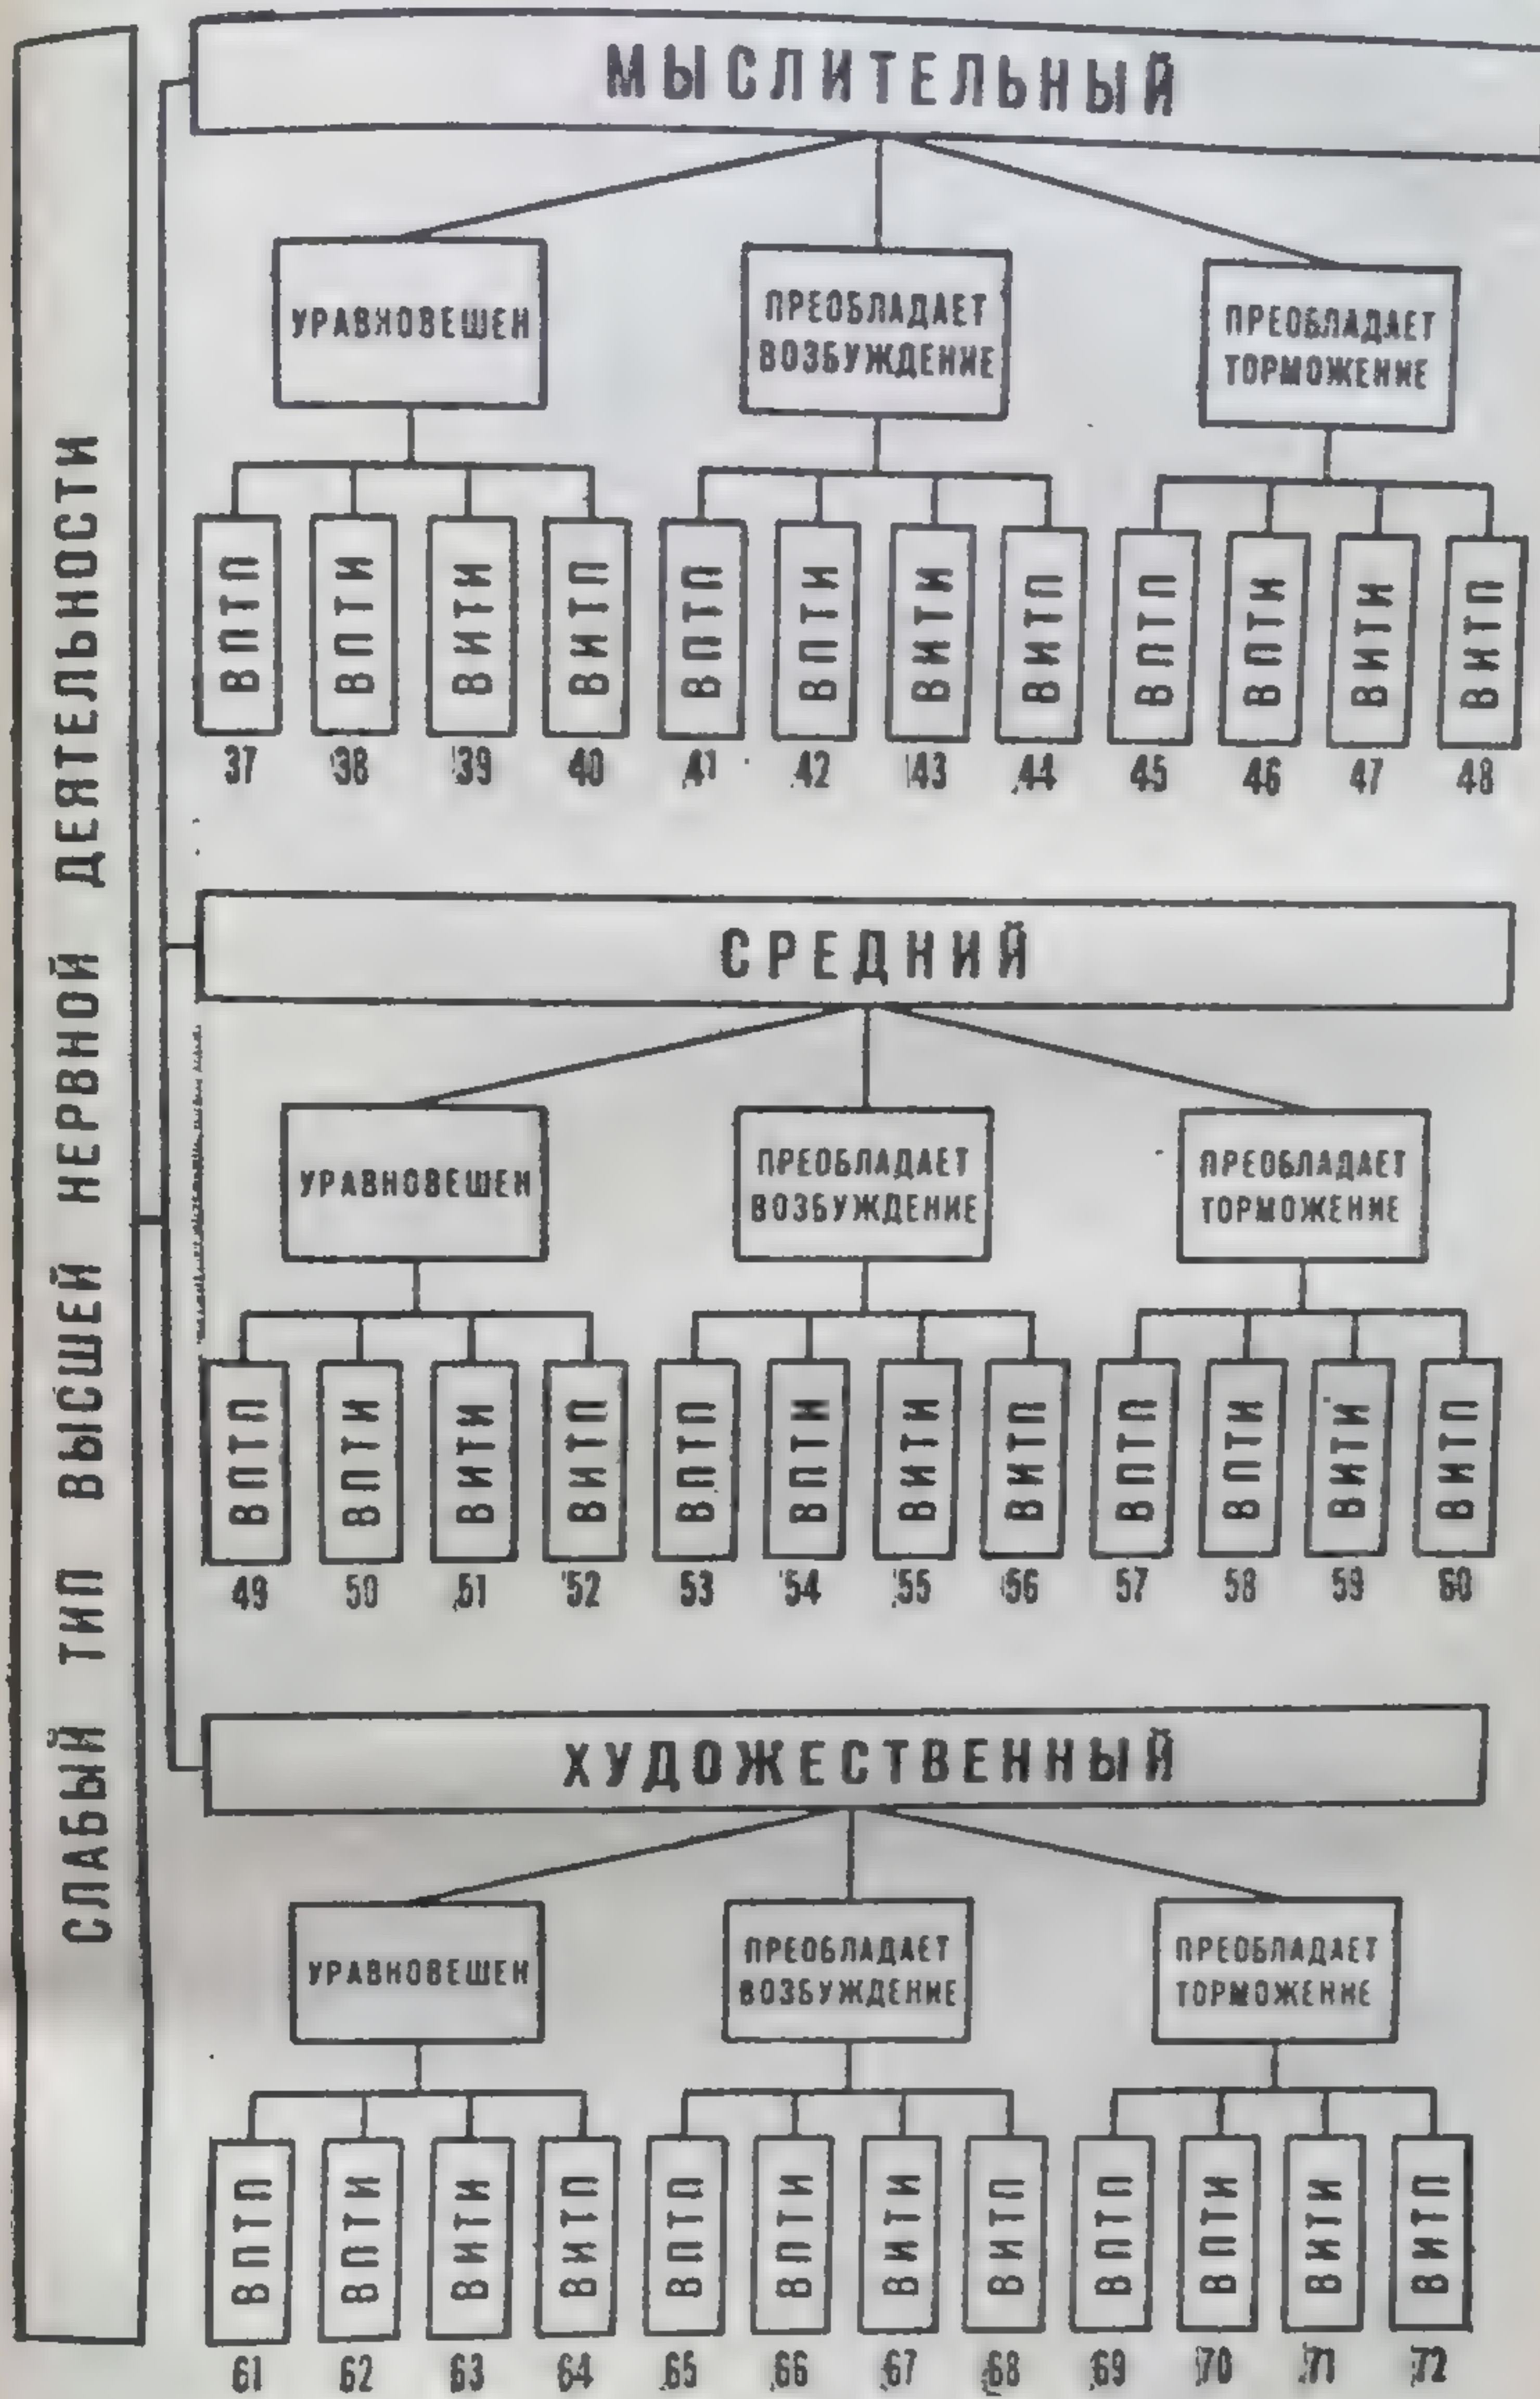 СЛАБЫЙ ТИП ВЫСШЕЙ НЕРВНОЙ ДЕЯТЕЛЬНОСТИ
МЫСЛИТЕЛЬНЫЙ
УРАВНОВЕШЕН
ПРЕОБЛАДАЕТ
ВОЗБУЖДЕНИЕ
ПРЕОБЛАДАЕТ
ТОРМОЖЕНИЕ
ВПТП ВПТИ ВИТИ ВИТП ВПТП ВПТИ ВИТИ ВИТП ВПТП ВПТИ ВИТИ ВИТП
37 38 39 40 41 42 43 44 45 46 47 48
СРЕДНИЙ
УРАВНОВЕШЕН
ПРЕОБЛАДАЕТ
ВОЗБУЖДЕНИЕ
ПРЕОБЛАДАЕТ
ТОРМОЖЕНИЕ
ВПТП ВПТИ ВИТИ ВИТП ВПТП ВПТИ ВИТИ ВИТП ВПТП ВПТИ ВИТИ ВИТП
49 50 51 52 53 54 55 56 57 58 59 60
ХУДОЖЕСТВЕННЫЙ
УРАВНОВЕШЕН
ПРЕОБЛАДАЕТ
ВОЗБУЖДЕНИЕ
ПРЕОБЛАДАЕТ
ТОРМОЖЕНИЕ
ВПТП ВПТИ ВИТИ ВИТП ВПТП ВПТИ ВИТИ ВИТП ВПТП ВПТИ ВИТИ ВИТП
61 62 63 64 65 66 67 68 69 70 71 72